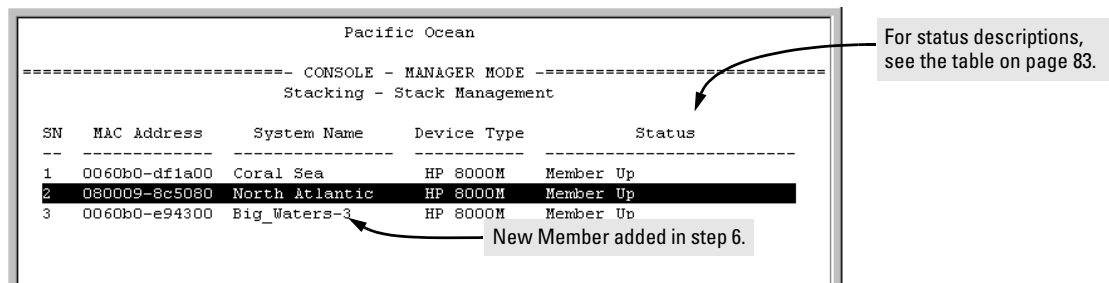 Pacific Ocean
For status descriptions,
see the table on page 83.
==========================- CONSOLE - MANAGER MODE -============================
Stacking - Stack Management
SN MAC Address System Name Device Type Status
-- ------------- ---------------- ----------- -------------------------
1 0060b0-df1a00 Coral Sea HP 8000M Member Up
2 080009-8c5080 North Atlantic HP 8000M Member Up
3 0060b0-e94300 Big_Waters-3 HP 8000M Member Up
New Member added in step 6.